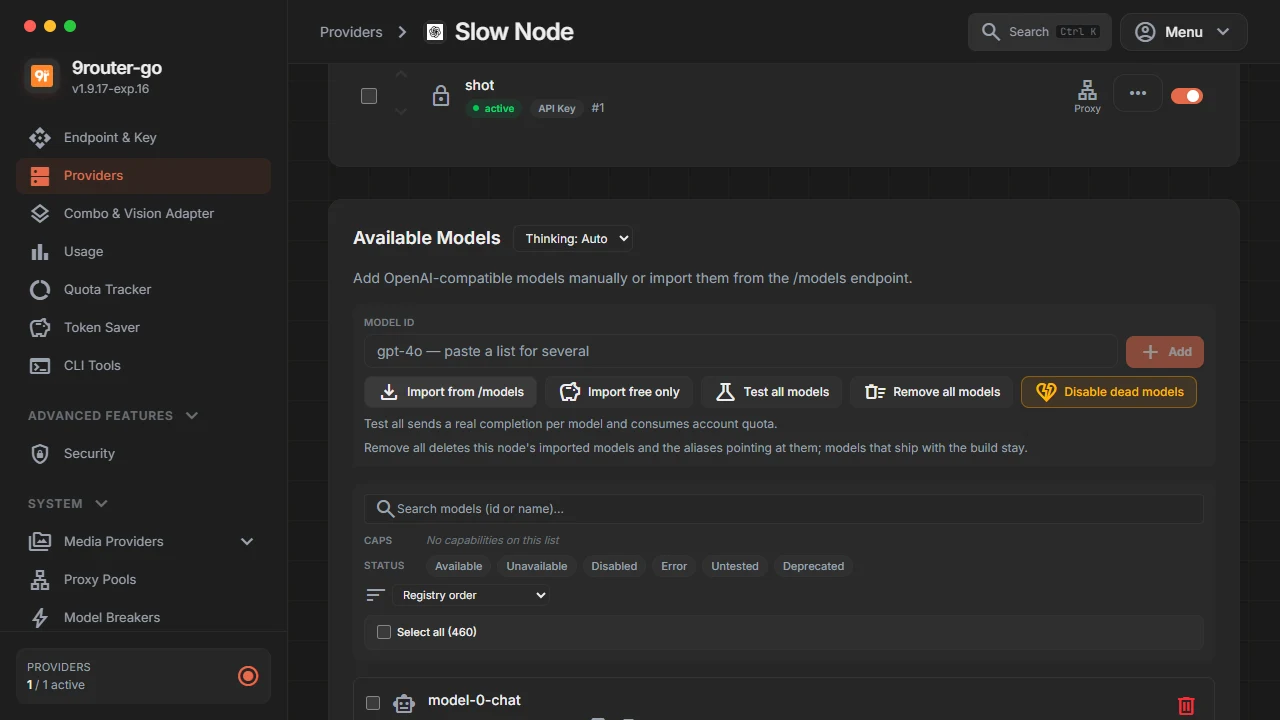 Providers
Slow Node
Search Ctrl K
Menu
9router-go
v1.9.17-exp.16
Endpoint & Key
Providers
Combo & Vision Adapter
Usage
Quota Tracker
Token Saver
CLI Tools
ADVANCED FEATURES
Security
SYSTEM
Media Providers
Proxy Pools
Model Breakers
PROVIDERS
1 / 1 active
shot
active API Key #1
Proxy
Available Models Thinking: Auto
Add OpenAI-compatible models manually or import them from the /models endpoint.
MODEL ID
gpt-4o — paste a list for several
Add
Import from /models Import free only Test all models Remove all models Disable dead models
Test all sends a real completion per model and consumes account quota.
Remove all deletes this node's imported models and the aliases pointing at them; models that ship with the build stay.
Search models (id or name)...
CAPS No capabilities on this list
STATUS Available Unavailable Disabled Error Untested Deprecated
Registry order
Select all (460)
model-0-chat